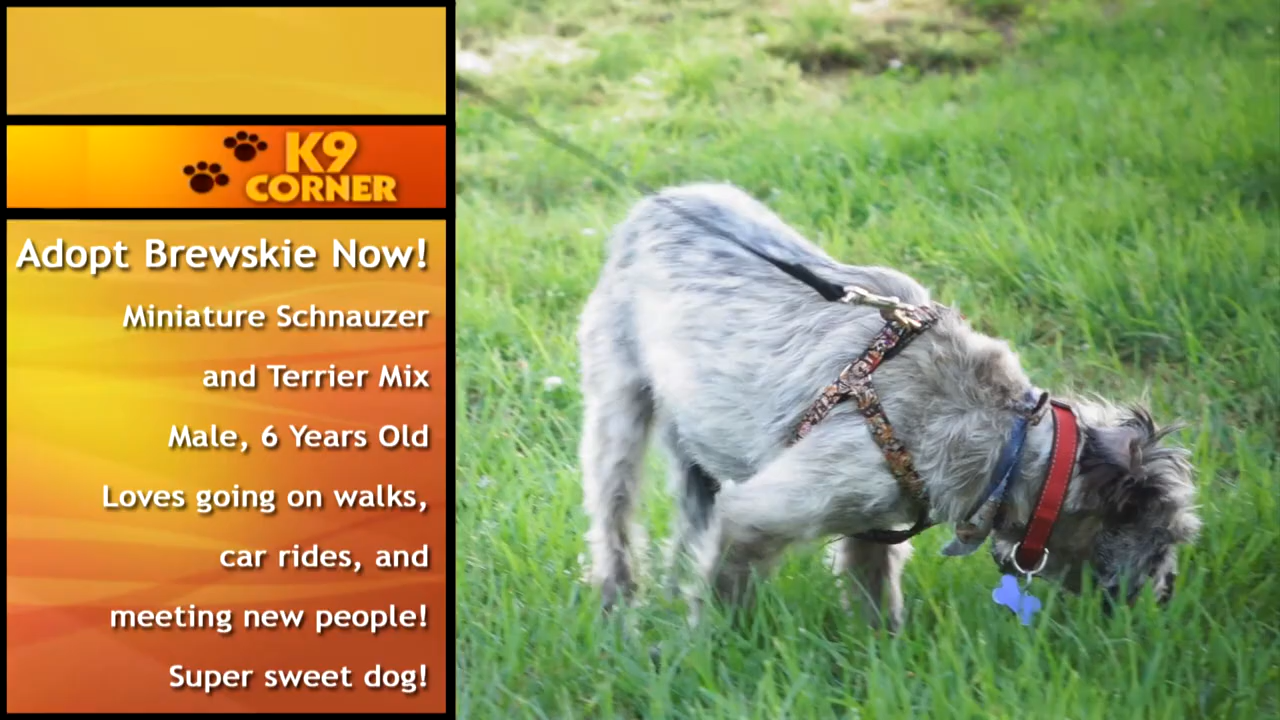 K9
CORNER
Adopt Brewskie Now!
Miniature Schnauzer
and Terrier Mix
Male, 6 Years Old
Loves going on walks,
car rides, and
meeting new people!
Super sweet dog!